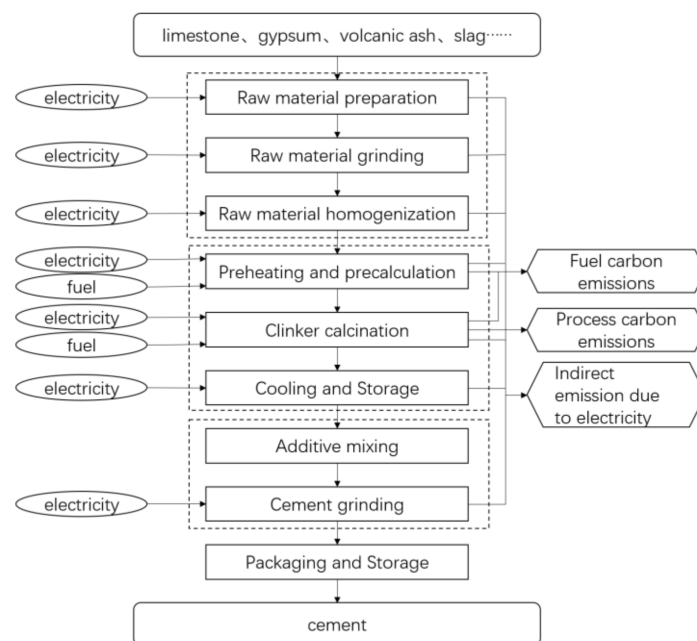 limestone、gypsum、volcanic ash、slag……
electricity
Raw material preparation
electricity
Raw material grinding
electricity
Raw material homogenization
electricity
Preheating and precalculation
fuel
Fuel carbon
emissions
electricity
Clinker calcination
fuel
Process carbon
emissions
electricity
Cooling and Storage
Indirect
emission due
to electricity
Additive mixing
electricity
Cement grinding
Packaging and Storage
cement